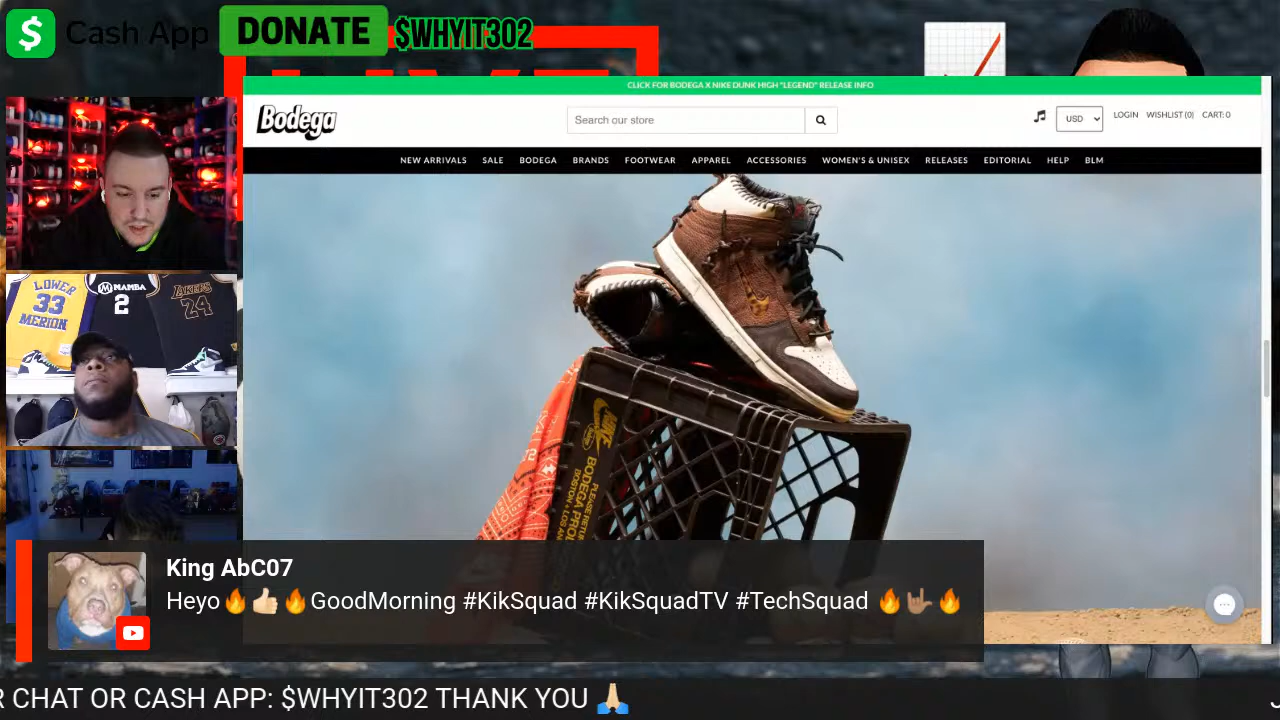 Cash App DONATE $WHYIT302
CLICK FOR BODEGA X NIKE DUNK HIGH "LEGEND" RELEASE INFO
Bodega
Search our store
USD
LOGIN WISHLIST (0) CART: 0
NEW ARRIVALS SALE BODEGA BRANDS FOOTWEAR APPAREL ACCESSORIES WOMEN'S & UNISEX RELEASES EDITORIAL HELP BLM
LOWER
33
MERION
MAMBA
2
LAKERS
24
NIKE
BODEGA
BOSTON
King AbC07
Heyo🔥👍🏼🔥GoodMorning #KikSquad #KikSquadTV #TechSquad 🔥🤟🏽🔥
CHAT OR CASH APP: $WHYIT302 THANK YOU 🙏🏼